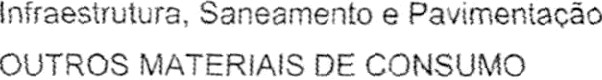 Infraestrutura, Saneamento e Pavimentação
OUTROS MATERIAIS DE CONSUMO